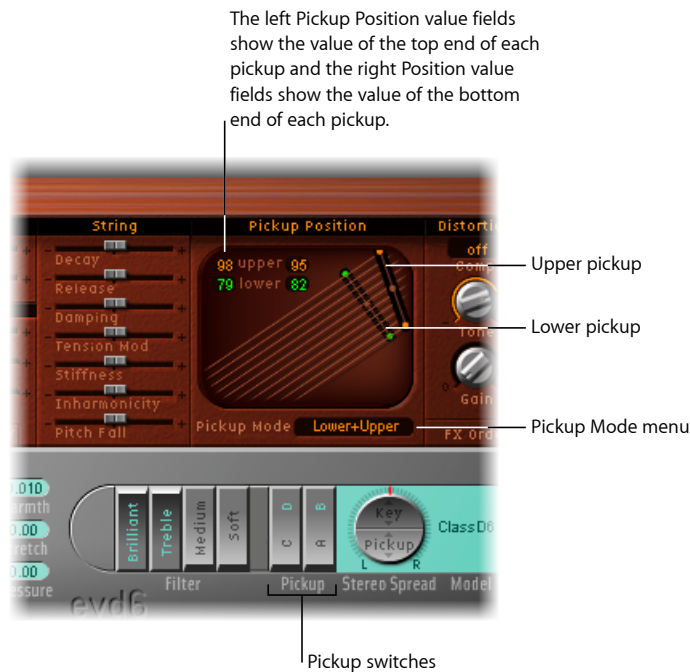 The left Pickup Position value fields
show the value of the top end of each
pickup and the right Position value
fields show the value of the bottom
end of each pickup.
String
Pickup Position
Distorti
- +
Decay
- +
Release
- +
Damping
- +
Tension Mod
- +
Stiffness
- +
Inharmonicity
- +
Pitch Fall
98 upper 95
79 lower 82
Pickup Mode Lower+Upper
off
Comp
Tone
0
Gain
FX Ord
Upper pickup
Lower pickup
Pickup Mode menu
0.010
armth
0.00
retch
0.00
essure
Brilliant
Treble
Medium
Soft
Filter
C D
A B
Pickup
Key
Pickup
L R
Stereo Spread
ClassD6
Model
evd6
Pickup switches